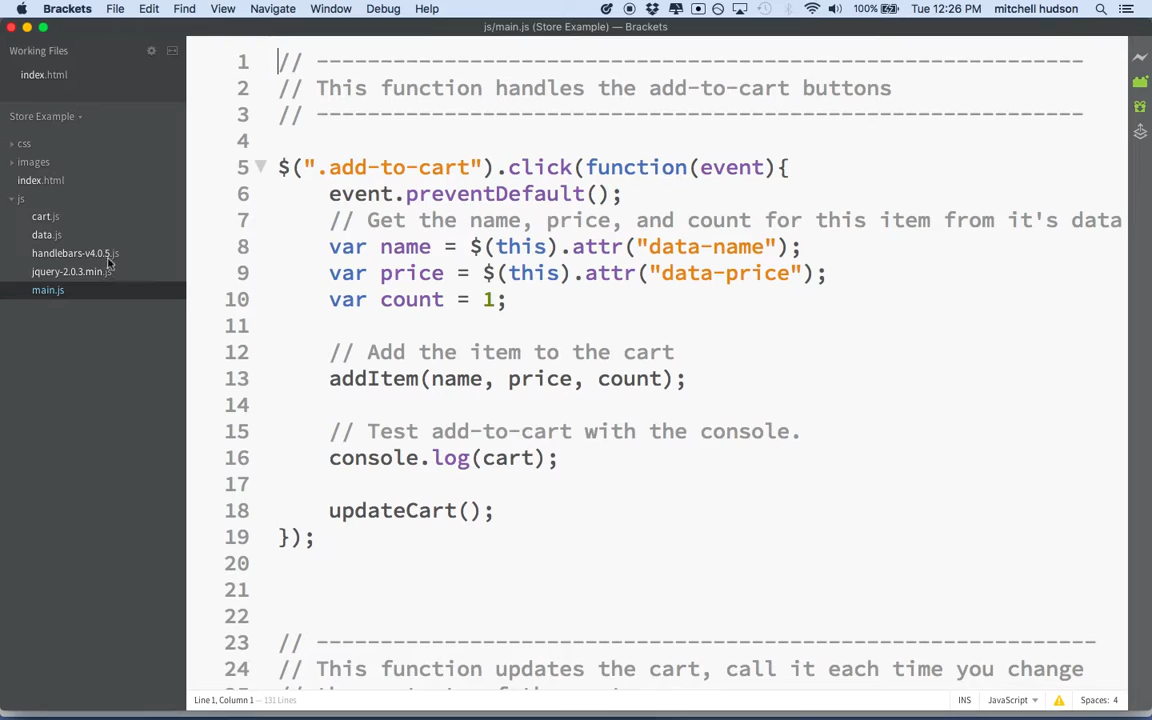 Brackets File Edit Find View Navigate Window Debug Help 100% Tue 12:26 PM mitchell hudson
js/main.js (Store Example) — Brackets
Working Files
index.html
Store Example
css
images
index.html
js
cart.js
data.js
handlebars-v4.0.5.js
jquery-2.0.3.min.js
main.js
1 // ------------------------------------------------------------
2 // This function handles the add-to-cart buttons
3 // ------------------------------------------------------------
4
5 $(".add-to-cart").click(function(event){
6 event.preventDefault();
7 // Get the name, price, and count for this item from it's data
8 var name = $(this).attr("data-name");
9 var price = $(this).attr("data-price");
10 var count = 1;
11
12 // Add the item to the cart
13 addItem(name, price, count);
14
15 // Test add-to-cart with the console.
16 console.log(cart);
17
18 updateCart();
19 });
20
21
22
23 // -------------------------------------------------------------
24 // This function updates the cart, call it each time you change
Line 1, Column 1 — 131 Lines
INS JavaScript Spaces: 4